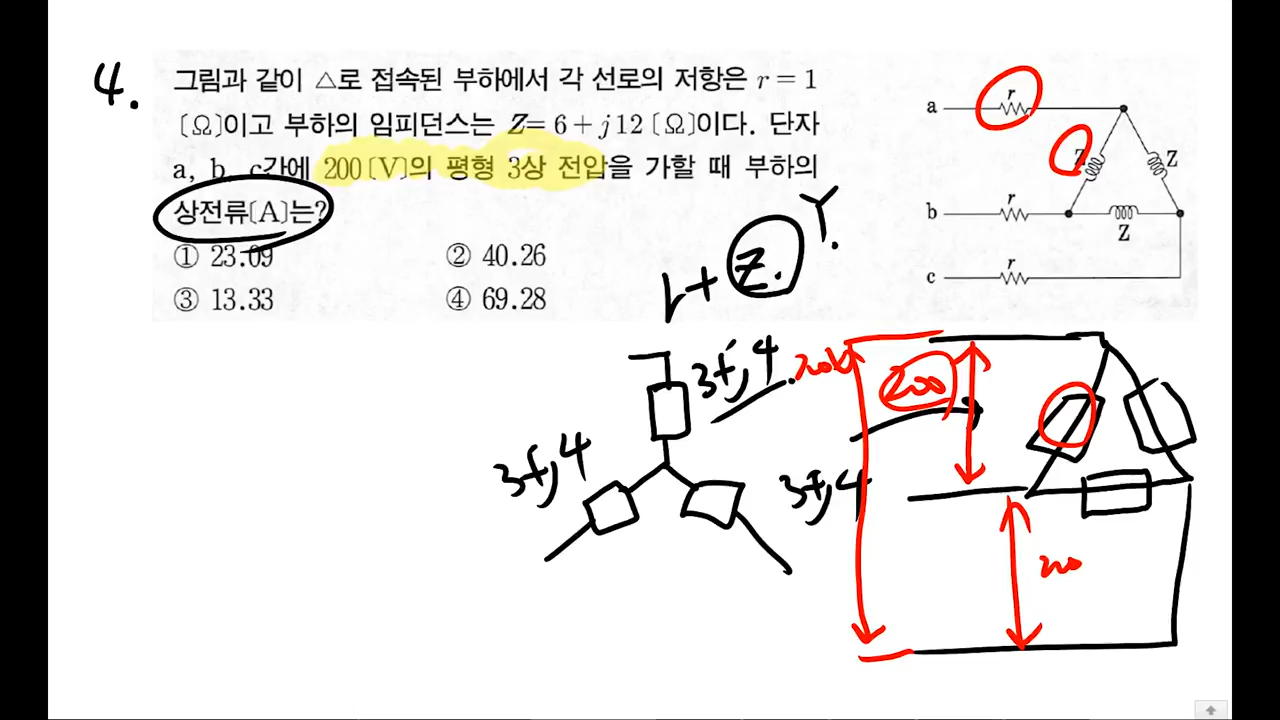 4.
그림과 같이 △로 접속된 부하에서 각 선로의 저항은 r = 1
[Ω]이고 부하의 임피던스는 Z= 6 + j12 [Ω]이다. 단자
a, b, c간에 200[V]의 평형 3상 전압을 가할 때 부하의
상전류[A]는?
① 23.09
② 40.26
③ 13.33
④ 69.28
a
r
Z
Z
b
r
Z
c
r
r + Z.
Y.
3+j4
200
3+j4
3+j4
200